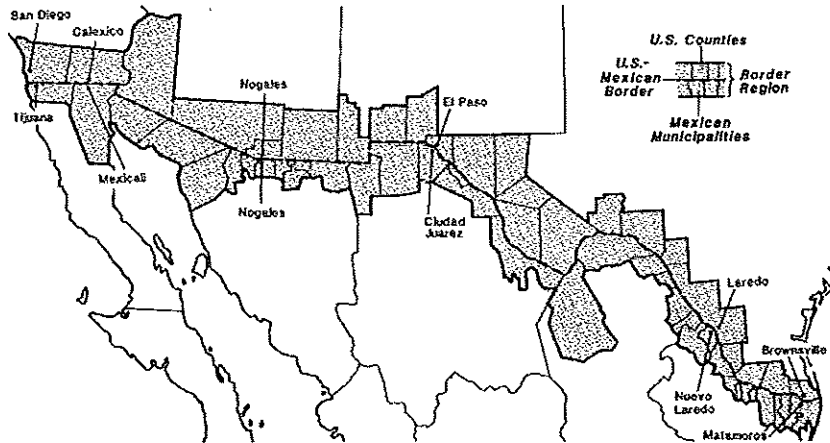 San Diego
Calexico
Nogales
El Paso
U.S. Counties
U.S.-
Mexican
Border
Border
Region
Mexican
Municipalities
Tijuana
Mexicali
Nogales
Ciudad
Juarez
Laredo
Brownsville
Nuevo
Laredo
Matamoros